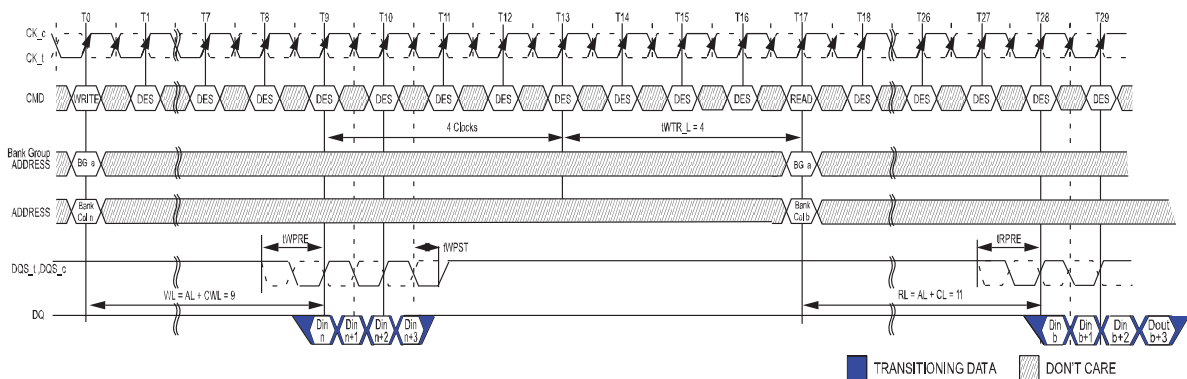 T0 T1 T7 T8 T9 T10 T11 T12 T13 T14 T15 T16 T17 T18 T26 T27 T28 T29
CK_c
CK_t
CMD WRITE DES DES DES DES DES DES DES DES DES DES DES READ DES DES DES DES DES
4 Clocks tWTR_L = 4
Bank Group
ADDRESS BG a BG a
ADDRESS Bank Col n Bank Col b
tWPRE tWPST tRPRE
DQS_t,DQS_c
WL = AL + CWL = 9 RL = AL + CL = 11
DQ Din n Din n+1 Din n+2 Din n+3 Din b Din b+1 Din b+2 Dout b+3
TRANSITIONING DATA DON'T CARE